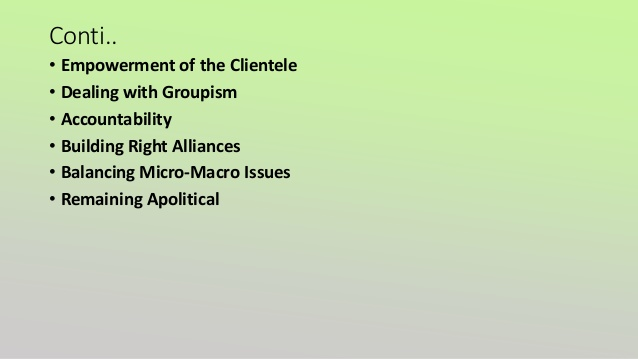 Conti..
• Empowerment of the Clientele
• Dealing with Groupism
• Accountability
• Building Right Alliances
• Balancing Micro-Macro Issues
• Remaining Apolitical